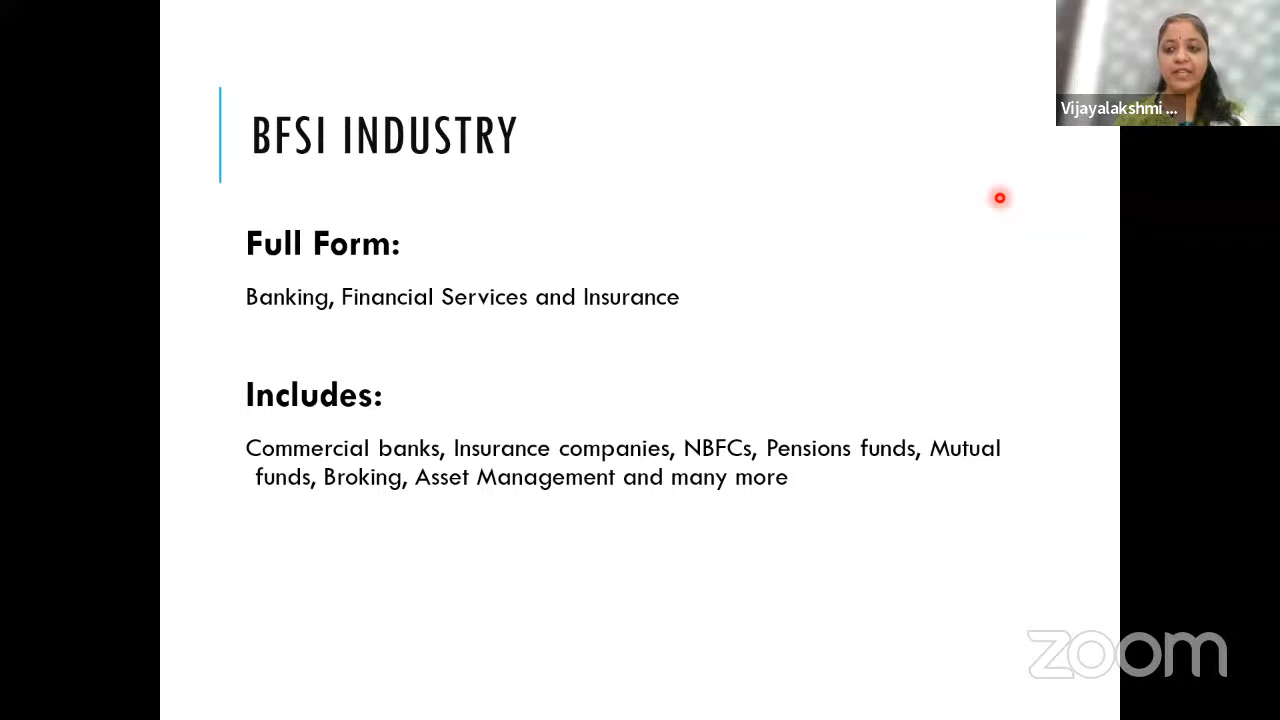 BFSI INDUSTRY
Vijayalakshmi ...
Full Form:
Banking, Financial Services and Insurance
Includes:
Commercial banks, Insurance companies, NBFCs, Pensions funds, Mutual
funds, Broking, Asset Management and many more
zoom